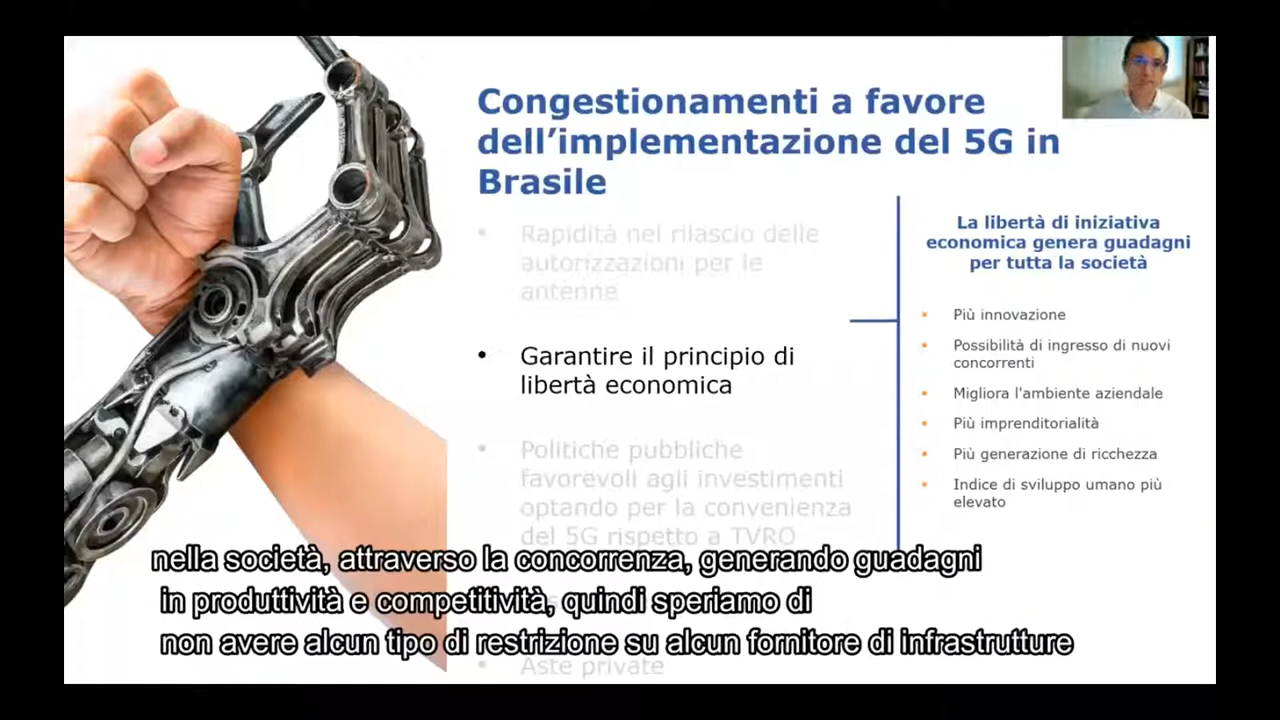 Congestionamenti a favore
dell’implementazione del 5G in
Brasile
• Rapidità nel rilascio delle
autorizzazioni per le
antenne
• Garantire il principio di
libertà economica
• Politiche pubbliche
favorevoli agli investimenti
optando per la convenienza
del 5G rispetto a TVRO
• Aste private
La libertà di iniziativa
economica genera guadagni
per tutta la società
Più innovazione
Possibilità di ingresso di nuovi
concorrenti
Migliora l'ambiente aziendale
Più imprenditorialità
Più generazione di ricchezza
Indice di sviluppo umano più
elevato
nella società, attraverso la concorrenza, generando guadagni
in produttività e competitività, quindi speriamo di
non avere alcun tipo di restrizione su alcun fornitore di infrastrutture